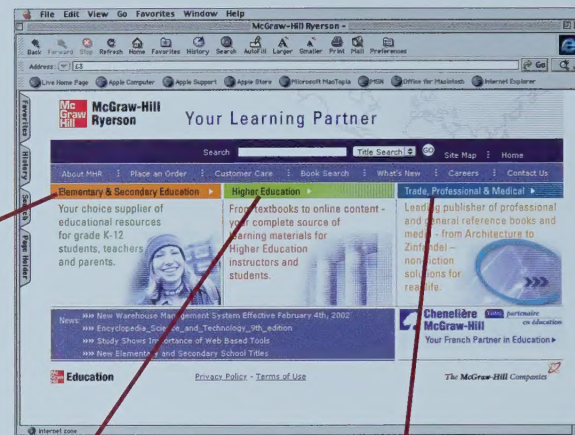 File Edit View Go Favorites Window Help
McGraw-Hill Ryerson -
Back Forward Stop Refresh Home Favorites History Search AutoFill Larger Smaller Print Mail Preferences
Address: Go
Live Home Page Apple Computer Apple Support Apple Store Microsoft MacTopia MSN Office for Macintosh Internet Explorer
Favorites
History
Search
Page Holder
Mc Graw Hill
McGraw-Hill Ryerson
Your Learning Partner
Search Title Search GO Site Map Home
About MHR Place an Order Customer Care Book Search What's New Careers Contact Us
Elementary & Secondary Education
Your choice supplier of
educational resources
for grade K-12
students, teachers
and parents.
Higher Education
From textbooks to online content -
your complete source of
learning materials for
Higher Education
instructors and
students.
Trade, Professional & Medical
Leading publisher of professional
and general reference books and
media - from Architecture to
Zinfandel –
non-fiction
solutions for
real life.
News: New Warehouse Management System Effective February 4th, 2002
Encyclopedia_Science_and_Technology_9th_edition
Study Shows Importance of Web Based Tools
New Elementary and Secondary School Titles
Chenelière
McGraw-Hill
Votre partenaire
en éducation
Your French Partner in Education
Education
Privacy Policy - Terms of Use
The McGraw-Hill Companies
Internet zone